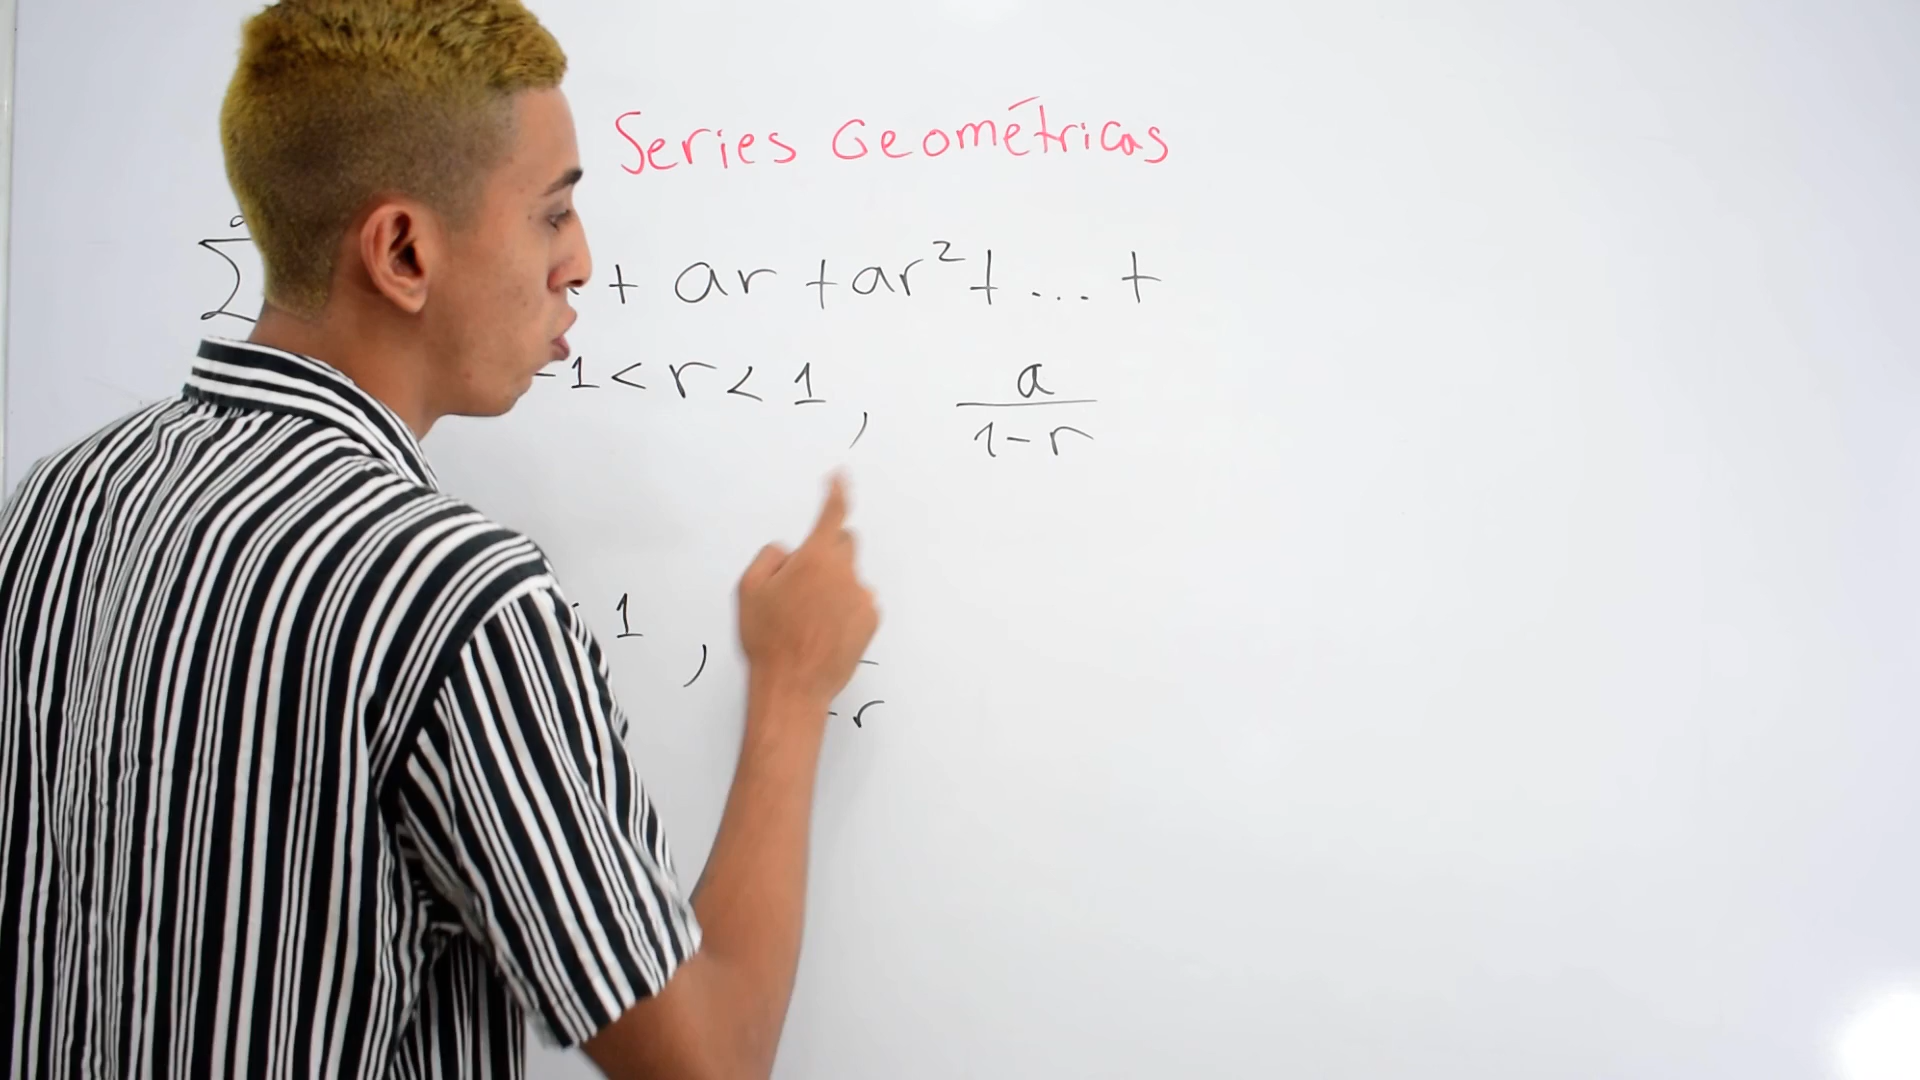 Series Geométricas
∑ + ar + ar² + ... +
-1 < r < 1, a/(1-r)
1 ,
-r